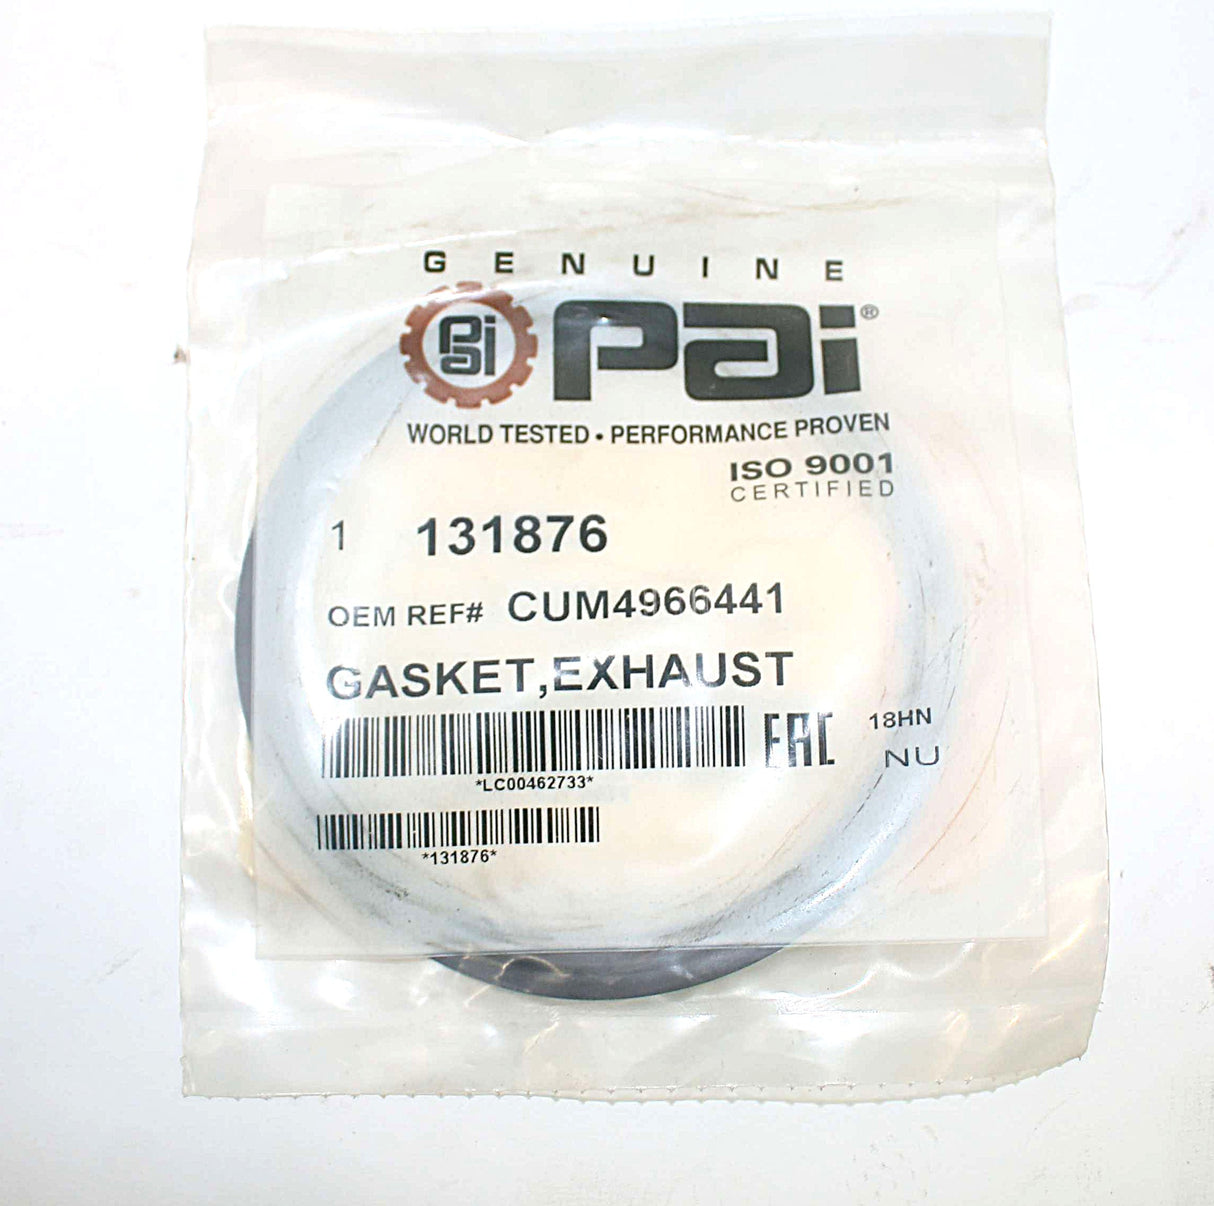 GENUINE
pai pai®
WORLD TESTED • PERFORMANCE PROVEN
ISO 9001
CERTIFIED
1 131876
OEM REF# CUM4966441
GASKET,EXHAUST
EAC 18HN
NU
*LC00462733*
*131876*